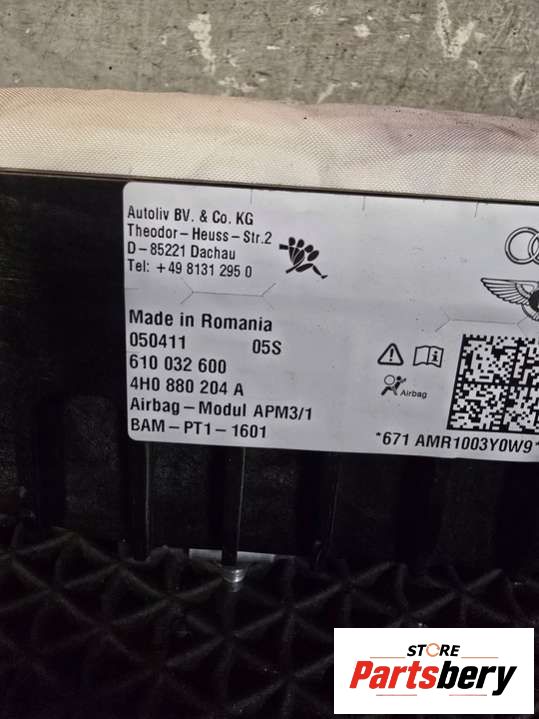 Autoliv BV. & Co. KG
Theodor-Heuss-Str.2
D-85221 Dachau
Tel: +49 8131 295 0
Made in Romania
050411 05S
610 032 600
4H0 880 204 A
Airbag-Modul APM3/1
BAM-PT1-1601
Airbag
*671 AMR1003Y0W9*
STORE
Partsbery